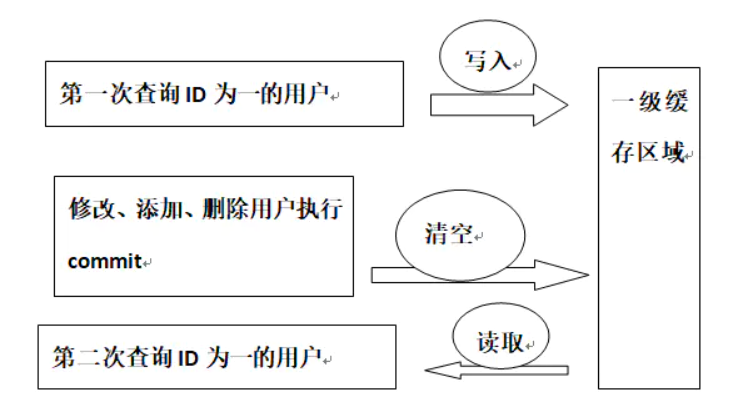 写入
第一次查询 ID 为一的用户
一级缓
存区域
修改、添加、删除用户执行
commit
清空
读取
第二次查询 ID 为一的用户